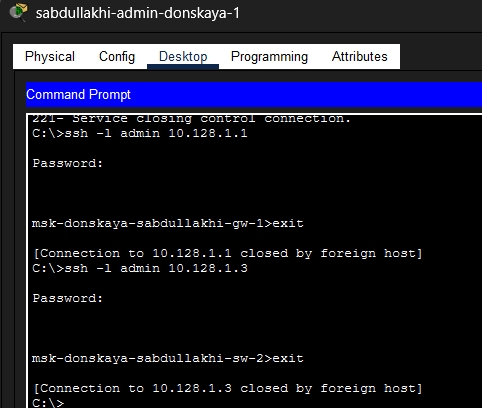 sabdullakhi-admin-donskaya-1
Physical Config Desktop Programming Attributes
Command Prompt
221- Service closing control connection.
C:\>ssh -l admin 10.128.1.1
Password:
msk-donskaya-sabdullakhi-gw-1>exit
[Connection to 10.128.1.1 closed by foreign host]
C:\>ssh -l admin 10.128.1.3
Password:
msk-donskaya-sabdullakhi-sw-2>exit
[Connection to 10.128.1.3 closed by foreign host]
C:\>